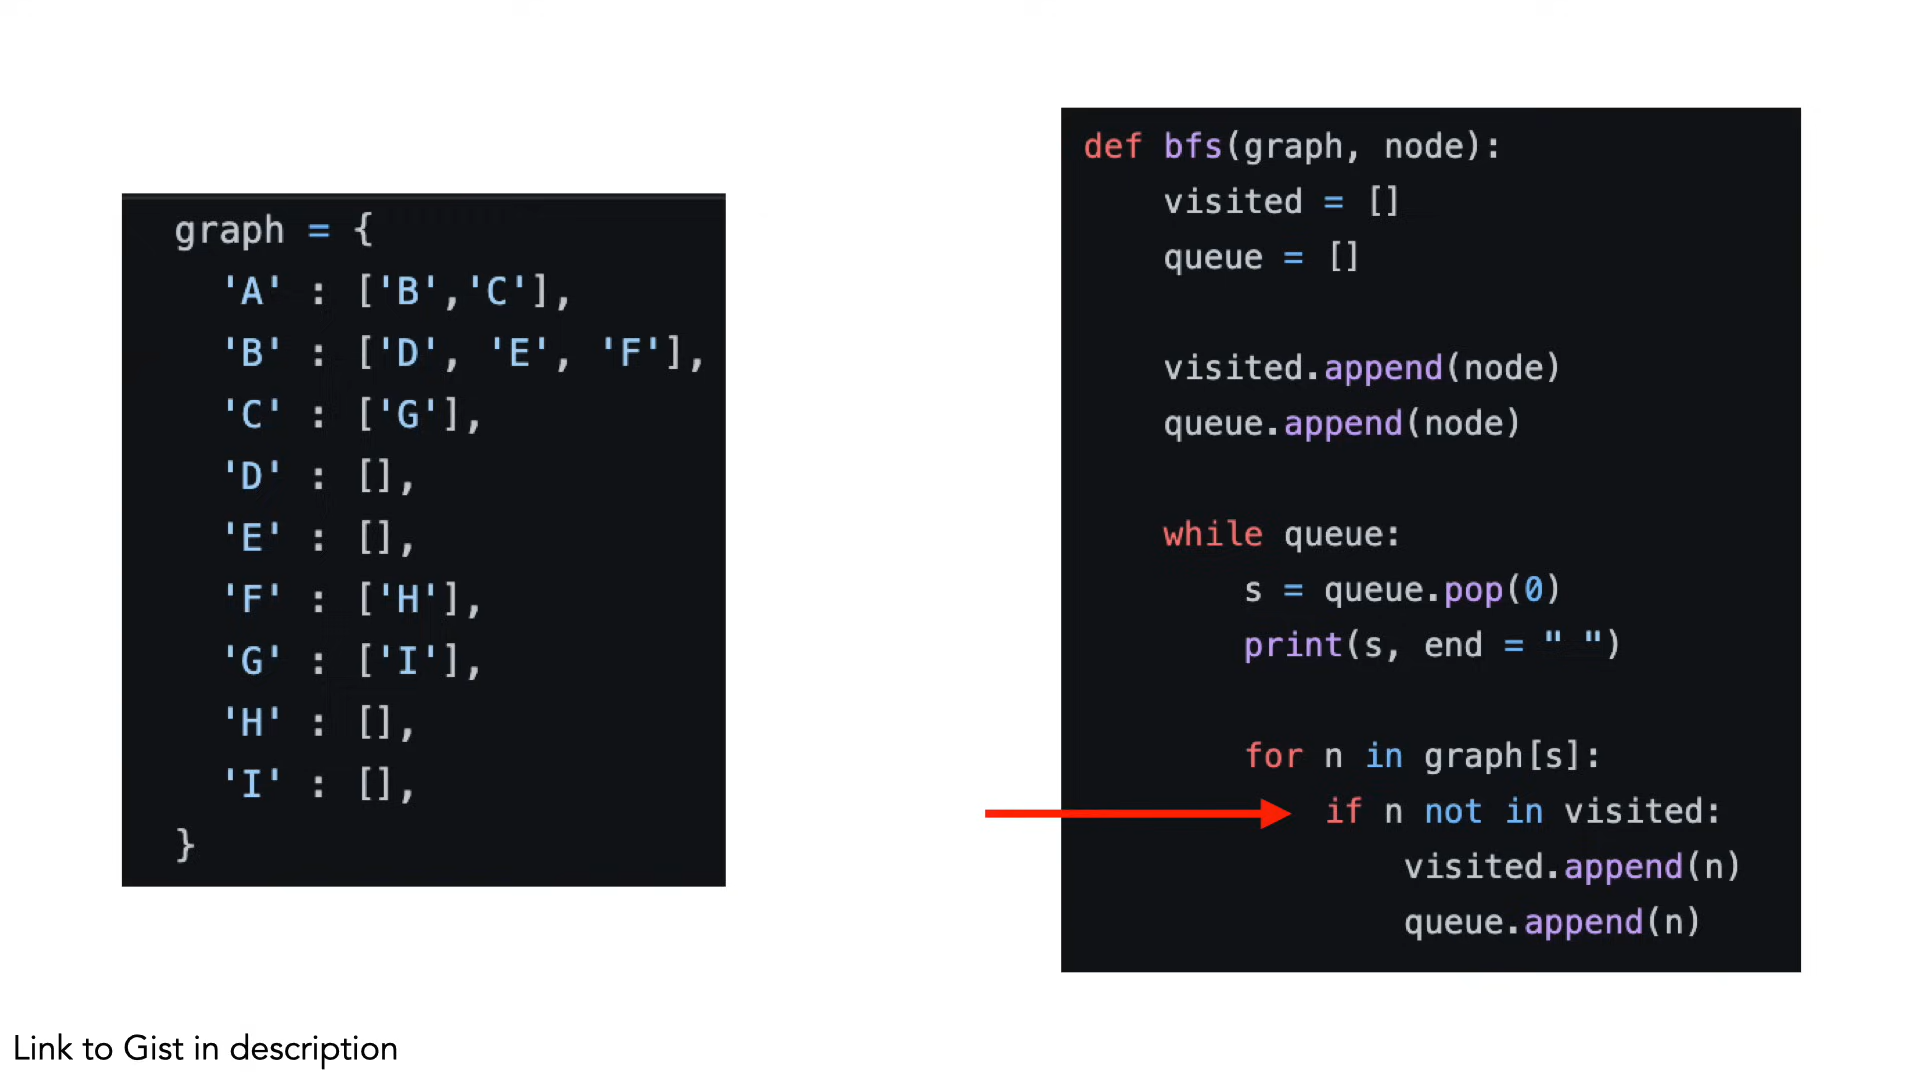 graph = {
'A' : ['B','C'],
'B' : ['D', 'E', 'F'],
'C' : ['G'],
'D' : [],
'E' : [],
'F' : ['H'],
'G' : ['I'],
'H' : [],
'I' : [],
}
def bfs(graph, node):
visited = []
queue = []
visited.append(node)
queue.append(node)
while queue:
s = queue.pop(0)
print(s, end = " ")
for n in graph[s]:
if n not in visited:
visited.append(n)
queue.append(n)
Link to Gist in description